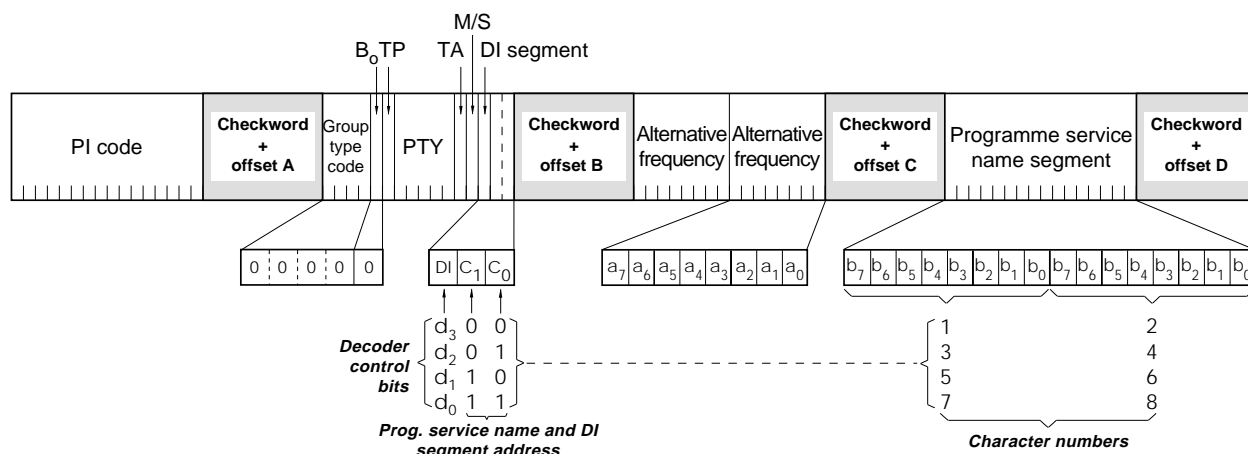 M/S
B₀ TP TA DI segment
PI code
Checkword + offset A
Group type code
PTY
Checkword + offset B
Alternative frequency
Alternative frequency
Checkword + offset C
Programme service name segment
Checkword + offset D
0 0 0 0 0
DI C₁ C₀
a₇ a₆ a₅ a₄ a₃ a₂ a₁ a₀
b₇ b₆ b₅ b₄ b₃ b₂ b₁ b₀ b₇ b₆ b₅ b₄ b₃ b₂ b₁ b₀
Decoder control bits
d₃ 0 0
d₂ 0 1
d₁ 1 0
d₀ 1 1
1 2
3 4
5 6
7 8
Prog. service name and DI
segment address
Character numbers